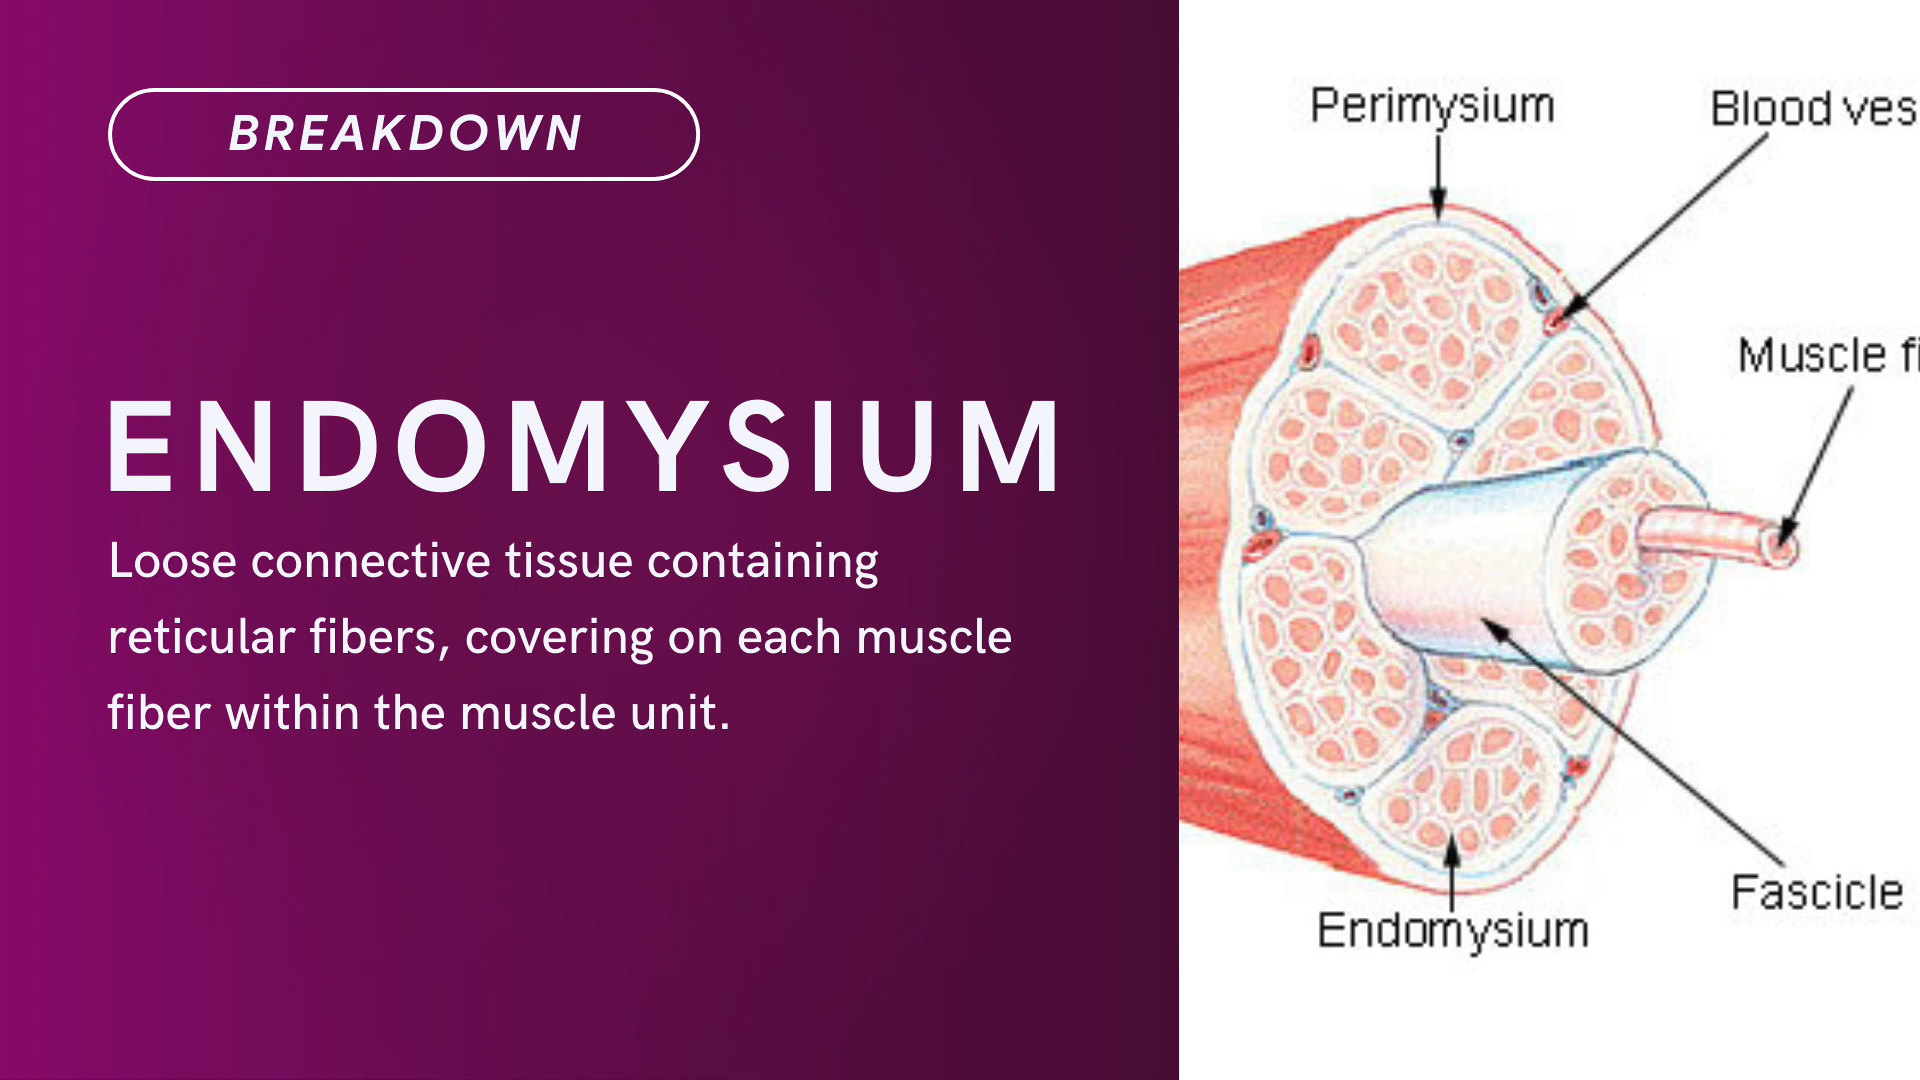 BREAKDOWN
ENDOMYSIUM
Loose connective tissue containing
reticular fibers, covering on each muscle
fiber within the muscle unit.
Perimysium
Blood ves
Muscle fi
Fascicle
Endomysium